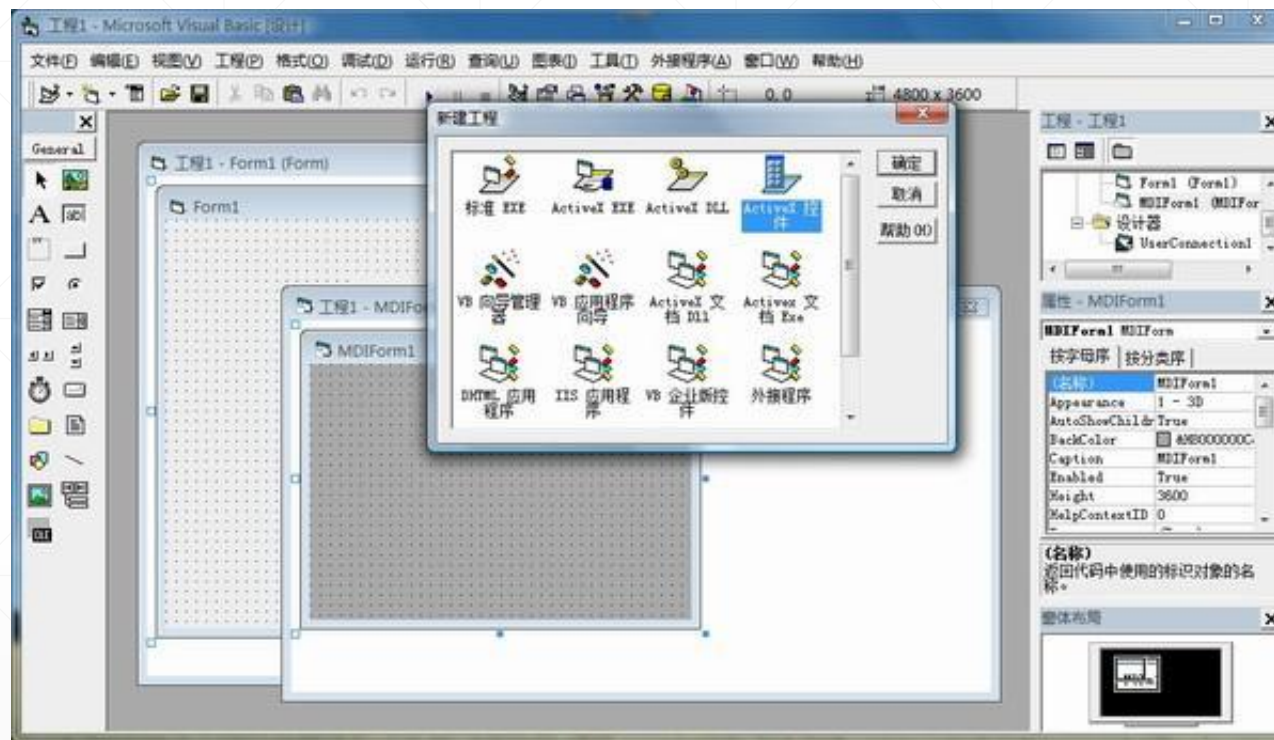 工程1 - Microsoft Visual Basic [设计]
文件(F) 编辑(E) 视图(V) 工程(P) 格式(O) 调试(D) 运行(R) 查询(U) 图表(I) 工具(T) 外接程序(A) 窗口(W) 帮助(H)
0, 0
4800 x 3600
General
A
ab
工程1 - Form1 (Form)
Form1
工程1 - MDIFo
MDIForm1
新建工程
标准 EXE
ActiveX EXE
ActiveX DLL
ActiveX 控
件
VB 向导管理
器
VB 应用程序
向导
ActiveX 文
档 Dll
Activex 文
档 Exe
DHTML 应用
程序
IIS 应用程
序
VB 企业版控
件
外接程序
确定
取消
帮助(H)
工程 - 工程1
Form1 (Form1)
MDIForm1 (MDIFor
设计器
UserConnection1
属性 - MDIForm1
MDIForm1 MDIForm
按字母序 按分类序
(名称) MDIForm1
Appearance 1 - 3D
AutoShowChildr True
BackColor
Caption MDIForm1
Enabled True
Height 3600
HelpContextID 0
(名称)
返回代码中使用的标识对象的名
称。
窗体布局